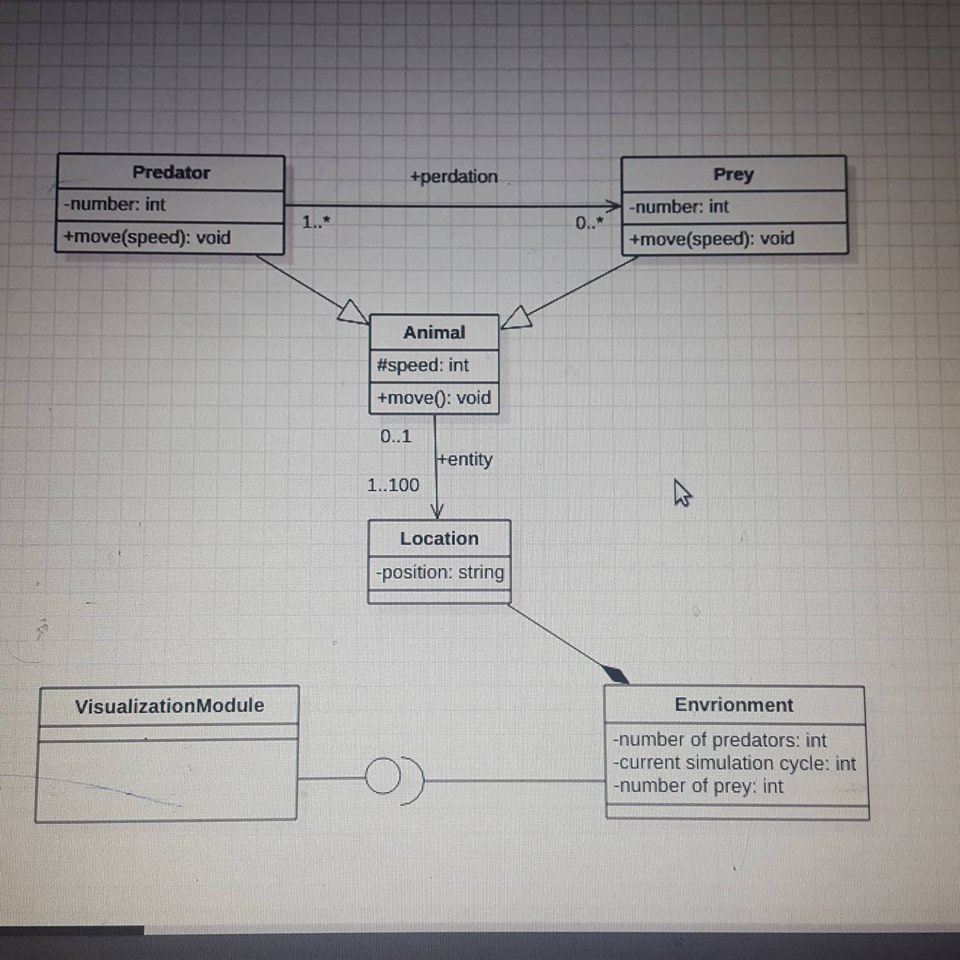 Predator
-number: int
+move(speed): void
+perdation
1..*
0..*
Prey
-number: int
+move(speed): void
Animal
#speed: int
+move(): void
0..1
+entity
1..100
Location
-position: string
VisualizationModule
Envrionment
-number of predators: int
-current simulation cycle: int
-number of prey: int